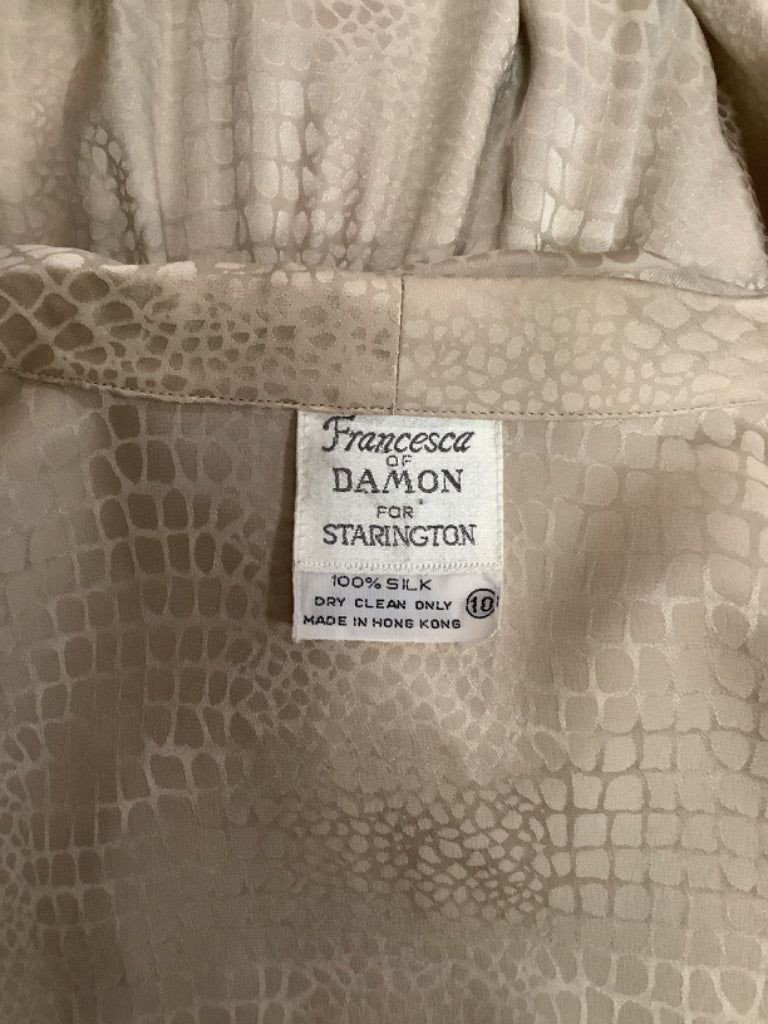 Francesca
OF
DAMON
FOR
STARINGTON
100% SILK
DRY CLEAN ONLY 10
MADE IN HONG KONG